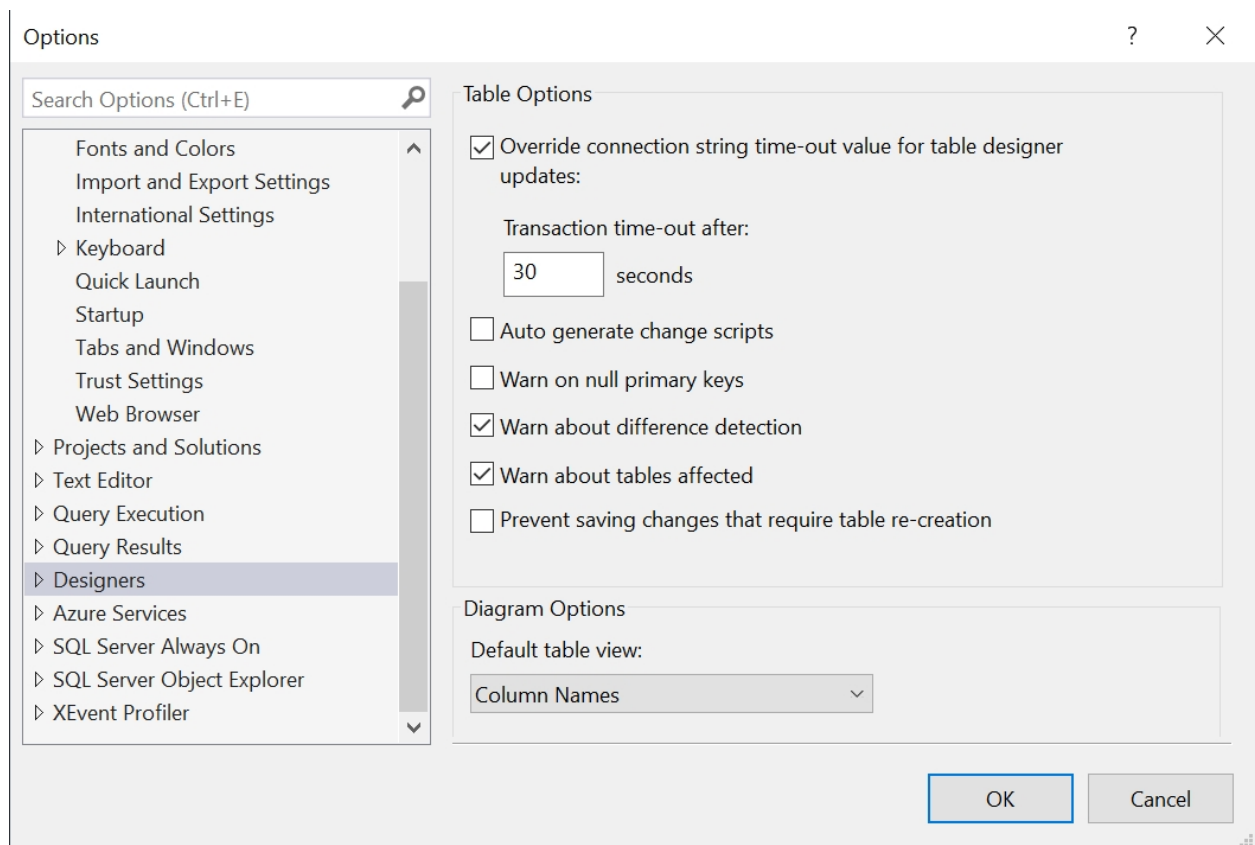 Options
?
Search Options (Ctrl+E)
Fonts and Colors
Import and Export Settings
International Settings
Keyboard
Quick Launch
Startup
Tabs and Windows
Trust Settings
Web Browser
Projects and Solutions
Text Editor
Query Execution
Query Results
Designers
Azure Services
SQL Server Always On
SQL Server Object Explorer
XEvent Profiler
Table Options
Override connection string time-out value for table designer
updates:
Transaction time-out after:
30 seconds
Auto generate change scripts
Warn on null primary keys
Warn about difference detection
Warn about tables affected
Prevent saving changes that require table re-creation
Diagram Options
Default table view:
Column Names
OK Cancel